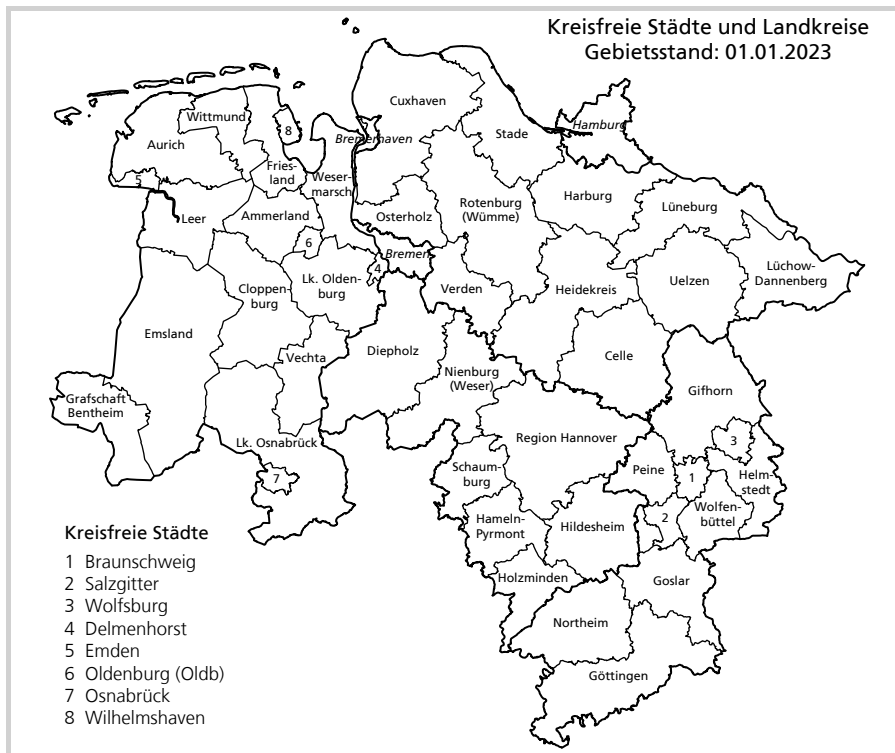 Kreisfreie Städte und Landkreise
Gebietsstand: 01.01.2023
Cuxhaven
Wittmund
8
Bremerhaven
Stade
Hamburg
Aurich
Fries-
land
Weser-
marsch
5
Leer
Ammerland
Osterholz
Rotenburg
(Wümme)
Harburg
Lüneburg
6
Bremen
4
Lk. Olden-
burg
Cloppen-
burg
Verden
Heidekreis
Uelzen
Lüchow-
Dannenberg
Emsland
Vechta
Diepholz
Celle
Nienburg
(Weser)
Gifhorn
Grafschaft
Bentheim
Lk. Osnabrück
Region Hannover
3
7
Schaum-
burg
Peine
1
Helm-
stedt
Wolfen-
büttel
2
Hameln-
Pyrmont
Hildesheim
Holzminden
Goslar
Northeim
Göttingen
Kreisfreie Städte
1 Braunschweig
2 Salzgitter
3 Wolfsburg
4 Delmenhorst
5 Emden
6 Oldenburg (Oldb)
7 Osnabrück
8 Wilhelmshaven